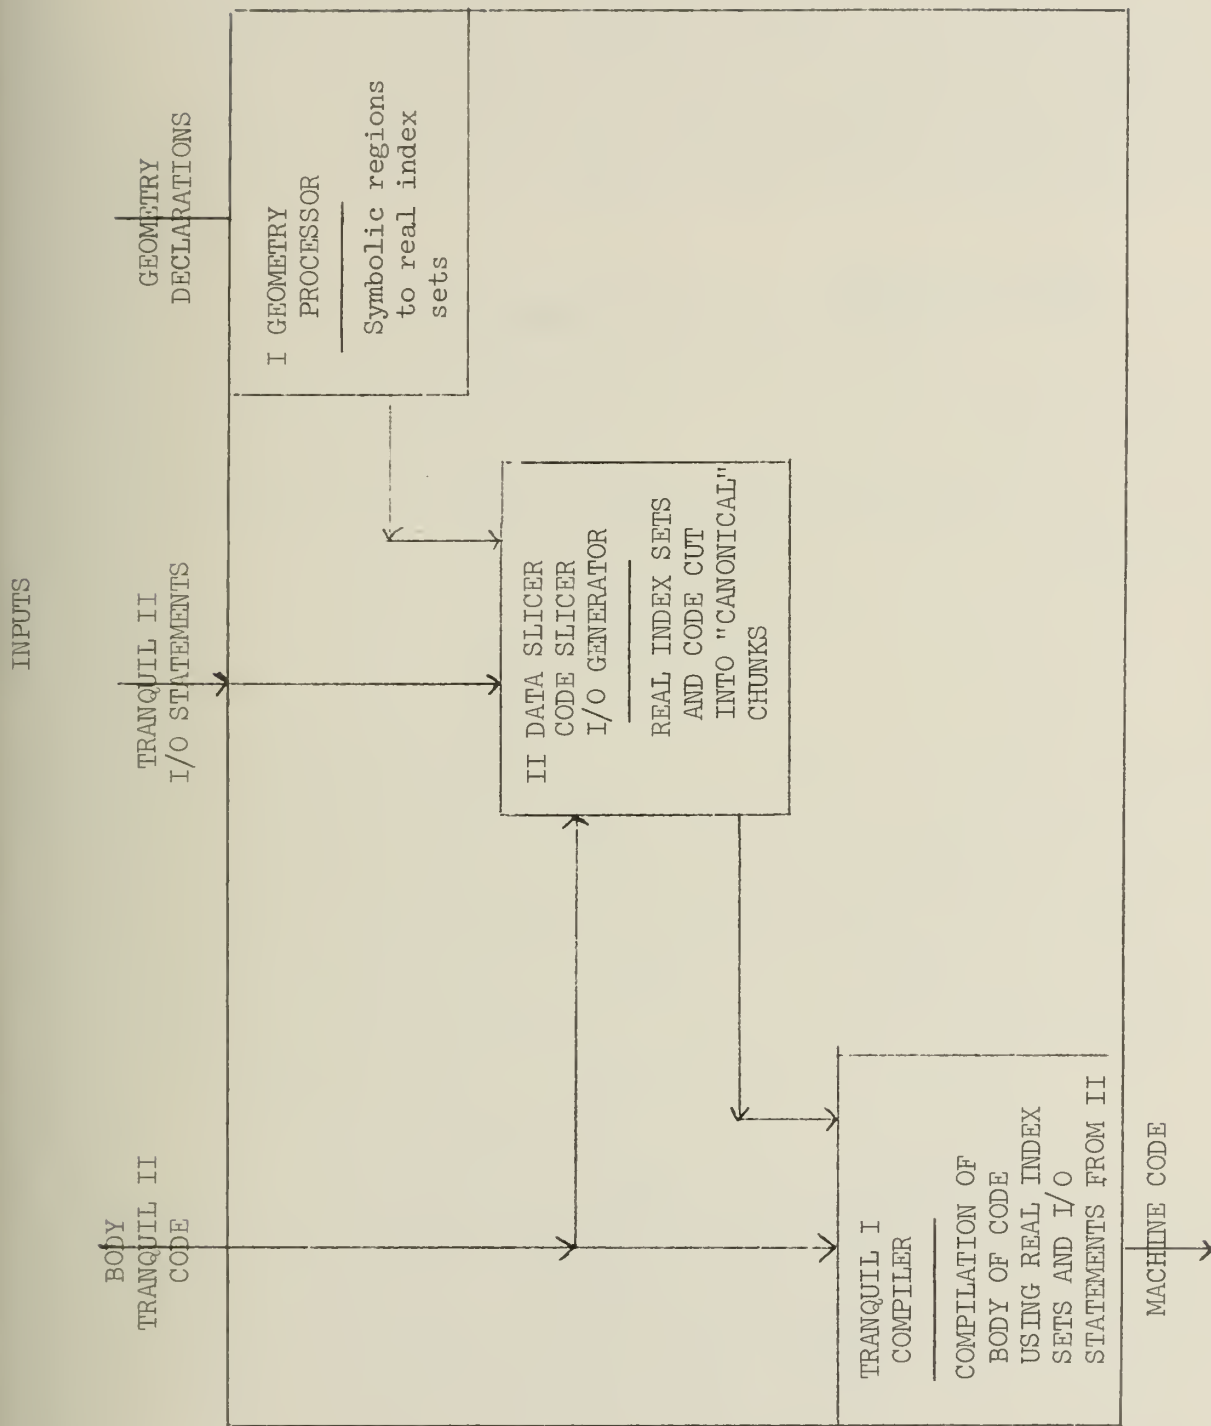 INPUTS
BODY
TRANQUIL II
CODE
TRANQUIL II
I/O STATEMENTS
GEOMETRY
DECLARATIONS
I GEOMETRY
PROCESSOR
Symbolic regions
to real index
sets
II DATA SLICER
CODE SLICER
I/O GENERATOR
REAL INDEX SETS
AND CODE CUT
INTO "CANONICAL"
CHUNKS
TRANQUIL I
COMPILER
COMPILATION OF
BODY OF CODE
USING REAL INDEX
SETS AND I/O
STATEMENTS FROM II
MACHINE CODE